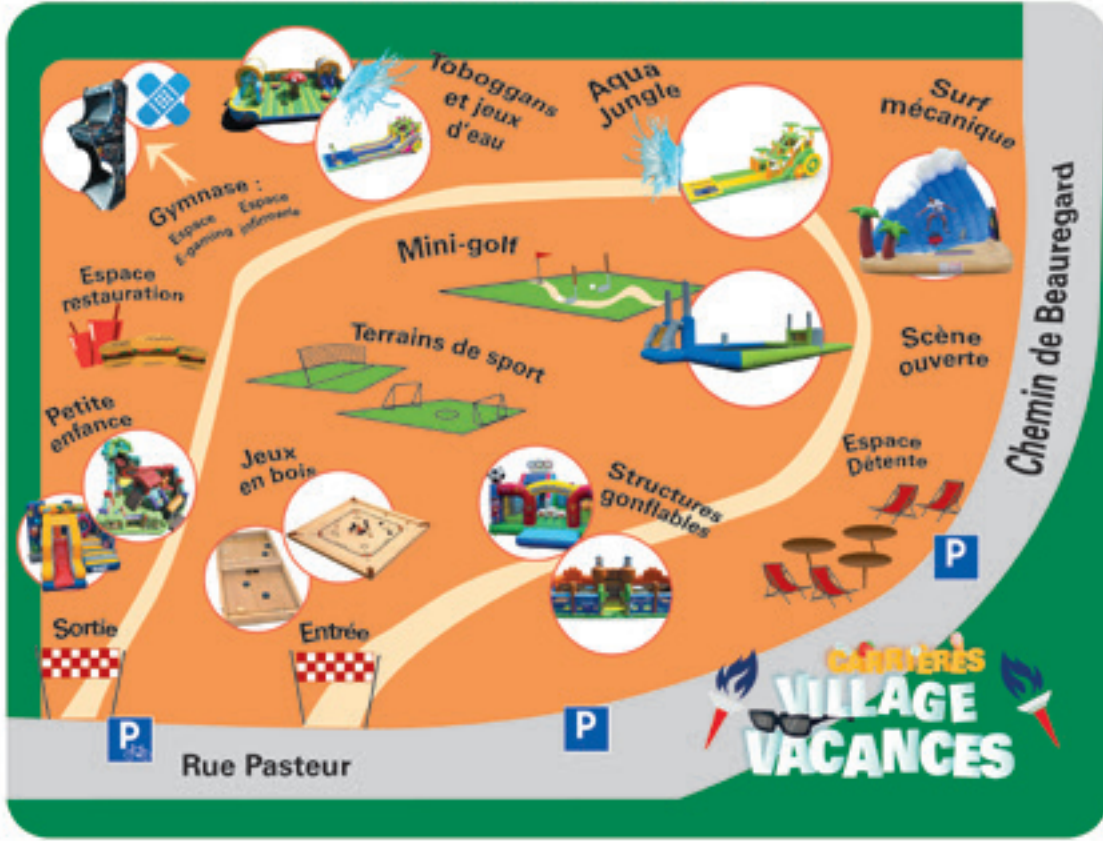 Toboggans
et jeux
d'eau
Aqua
Jungle
Surf
mécanique
Gymnase :
Espace
E-gaming
Espace
infirmerie
Mini-golf
Espace
restauration
Terrains de sport
Scène
ouverte
Chemin de Beauregard
Petite
enfance
Jeux
en bois
Structures
gonflables
Espace
Détente
P
Sortie
Entrée
P
P
Rue Pasteur
CARRIÈRES
VILLAGE
VACANCES